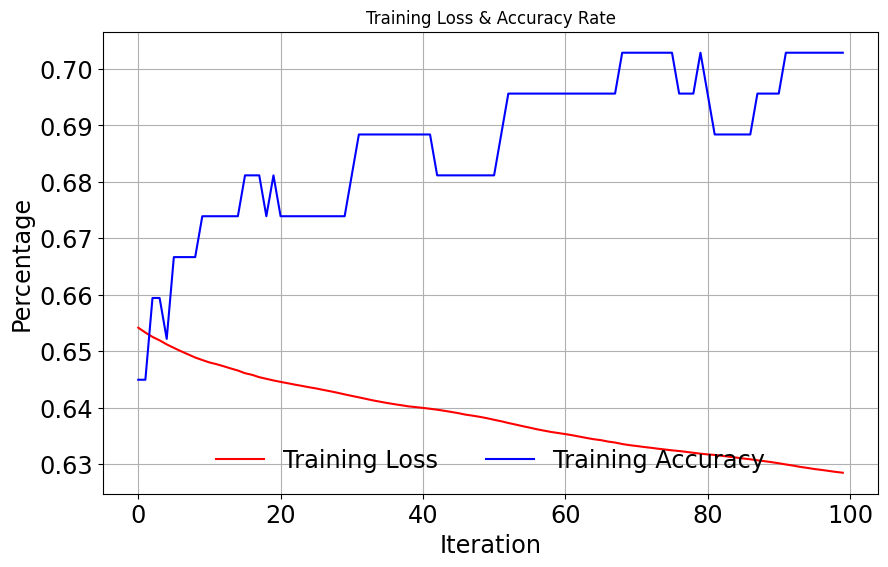 Training Loss & Accuracy Rate
Percentage
0.70
0.69
0.68
0.67
0.66
0.65
0.64
0.63
Training Loss
Training Accuracy
0
20
40
60
80
100
Iteration